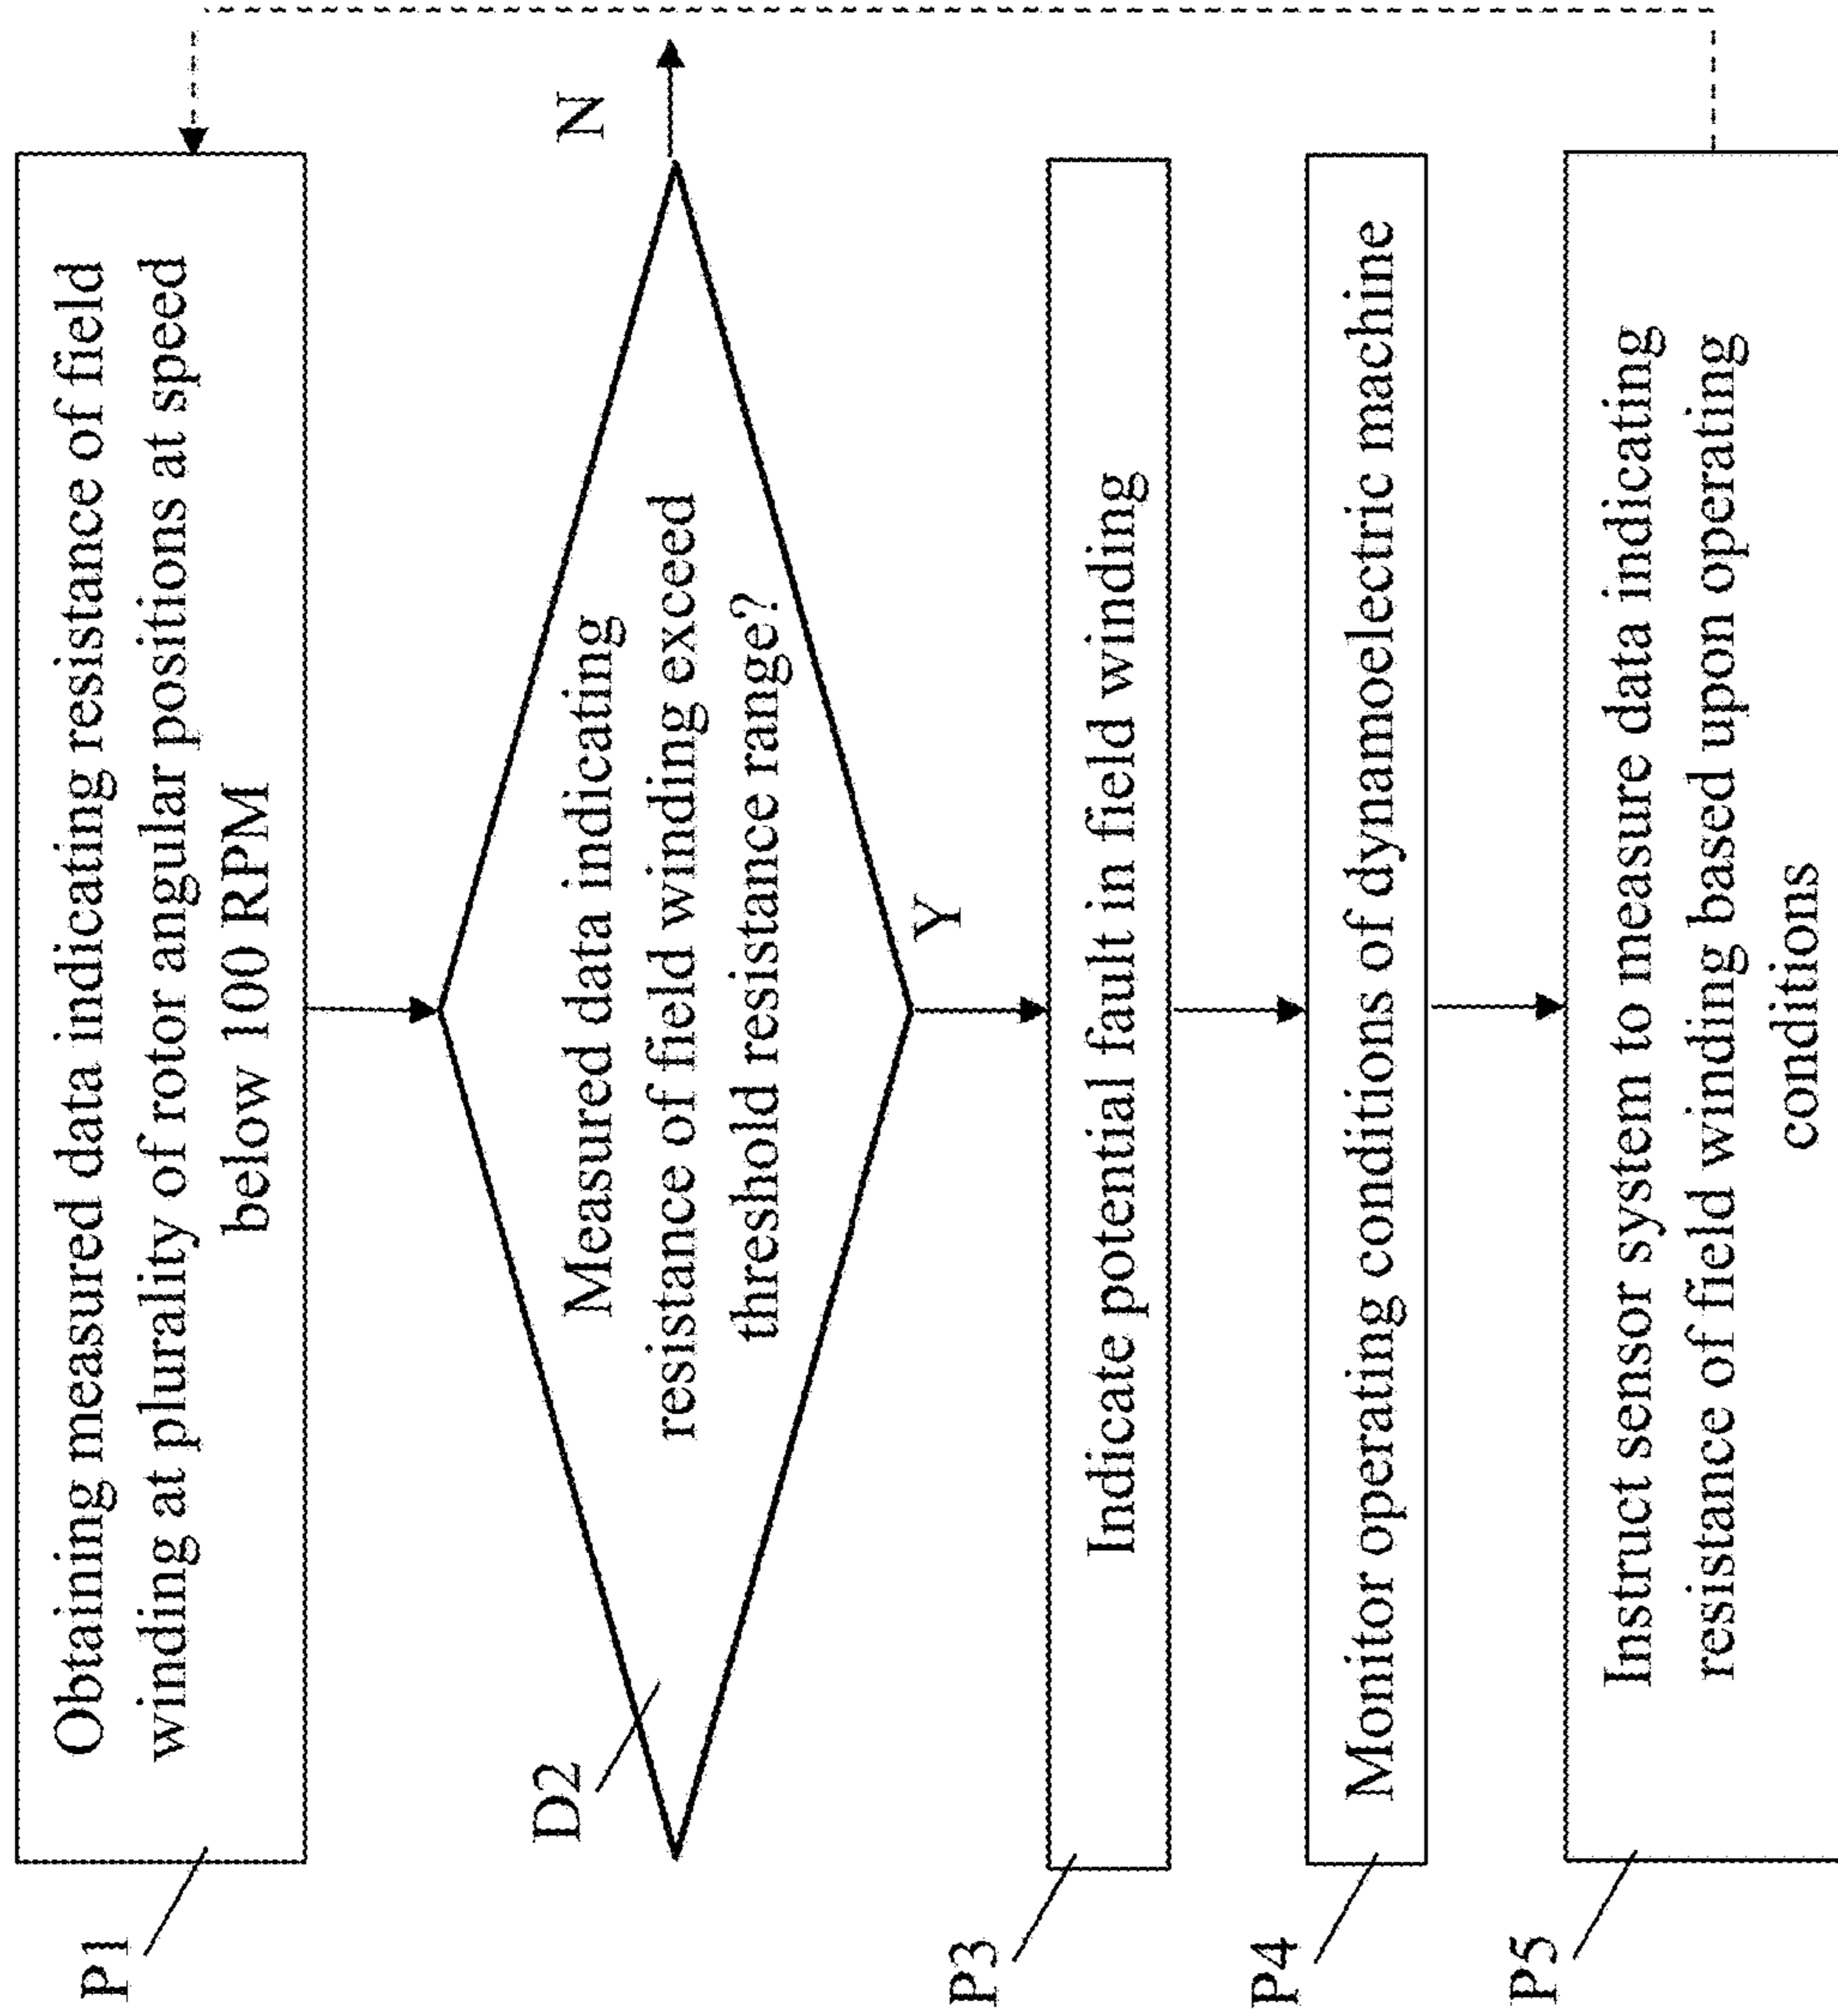 P1
Obtaining measured data indicating resistance of field
winding at plurality of rotor angular positions at speed
below 100 RPM
D2
Measured data indicating
resistance of field winding exceed
threshold resistance range?
N
Y
P3
Indicate potential fault in field winding
P4
Monitor operating conditions of dynamoelectric machine
P5
Instruct sensor system to measure data indicating
resistance of field winding based upon operating
conditions